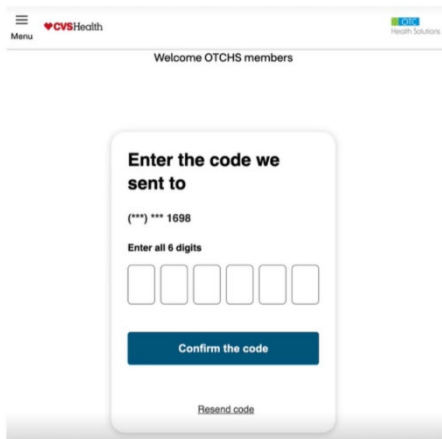 Menu
CVSHealth
OTC
Health Solutions
Welcome OTCHS members
Enter the code we
sent to
(***) *** 1698
Enter all 6 digits
Confirm the code
Resend code